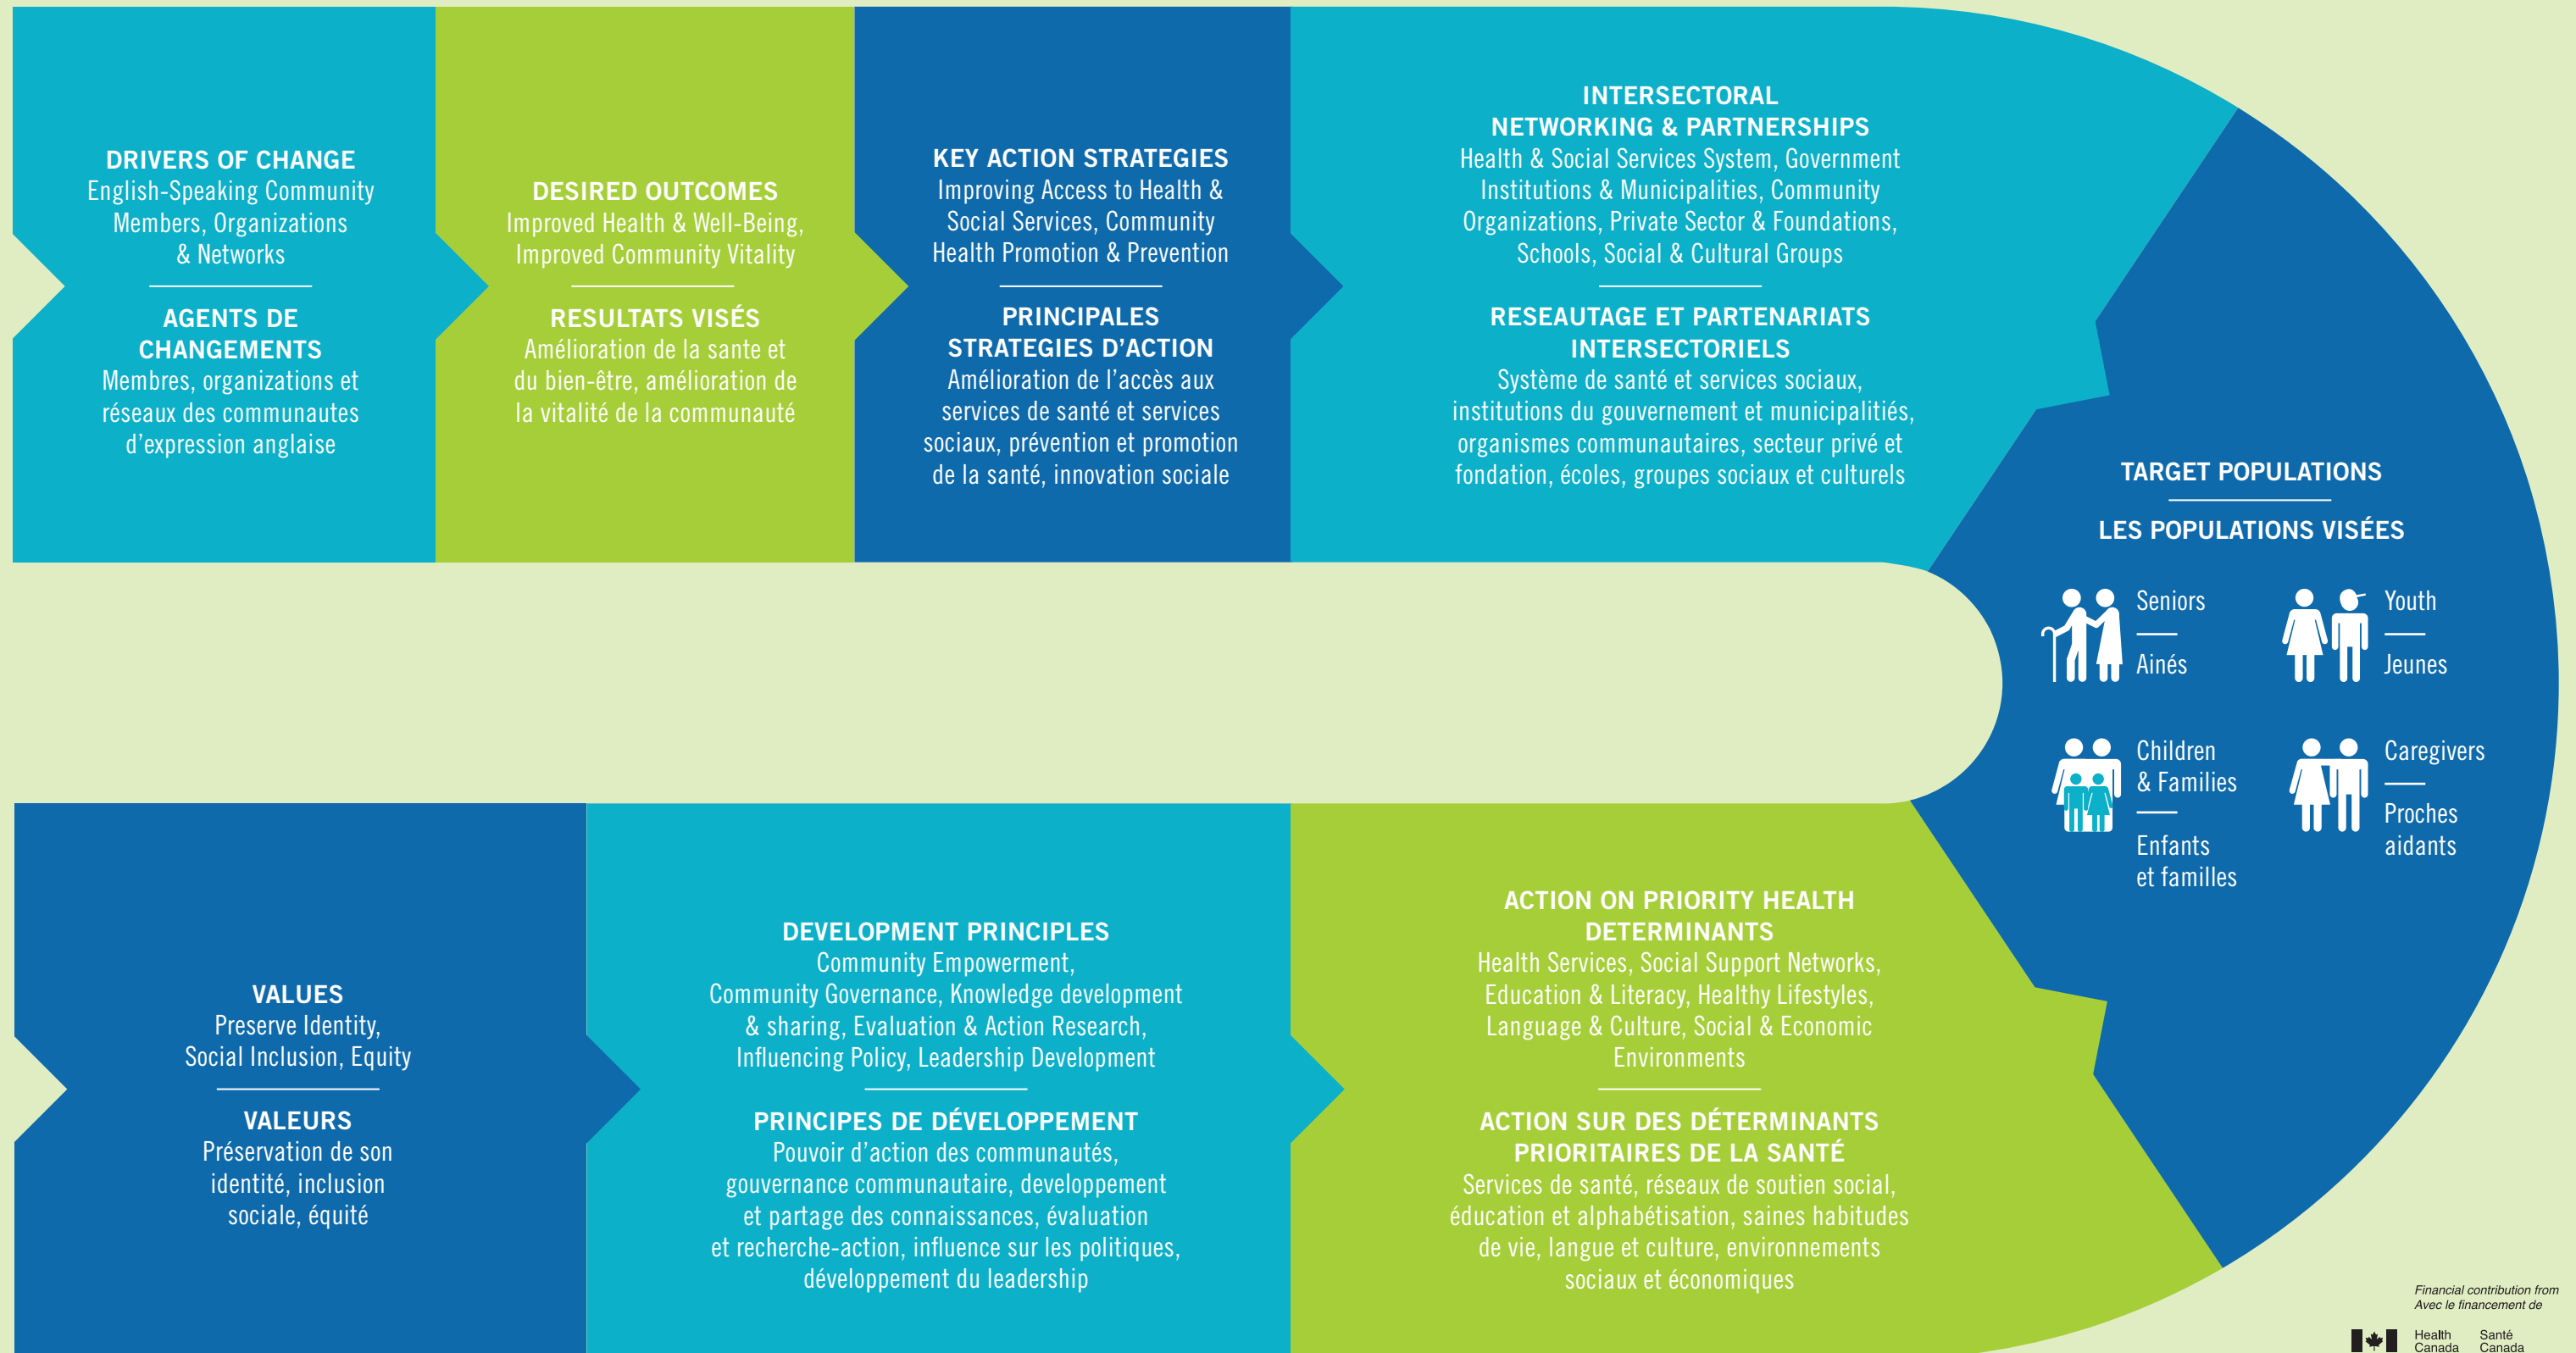 DRIVERS OF CHANGE
English-Speaking Community
Members, Organizations
& Networks
AGENTS DE
CHANGEMENTS
Membres, organizations et
réseaux des communautes
d'expression anglaise
DESIRED OUTCOMES
Improved Health & Well-Being,
Improved Community Vitality
RESULTATS VISÉS
Amélioration de la sante et
du bien-être, amélioration de
la vitalité de la communauté
KEY ACTION STRATEGIES
Improving Access to Health &
Social Services, Community
Health Promotion & Prevention
PRINCIPALES
STRATEGIES D'ACTION
Amélioration de l'accès aux
services de santé et services
sociaux, prévention et promotion
de la santé, innovation sociale
INTERSECTORAL
NETWORKING & PARTNERSHIPS
Health & Social Services System, Government
Institutions & Municipalities, Community
Organizations, Private Sector & Foundations,
Schools, Social & Cultural Groups
RESEAUTAGE ET PARTENARIATS
INTERSECTORIELS
Système de santé et services sociaux,
institutions du gouvernement et municipalitiés,
organismes communautaires, secteur privé et
fondation, écoles, groupes sociaux et culturels
TARGET POPULATIONS
LES POPULATIONS VISÉES
Seniors
Ainés
Youth
Jeunes
Children
& Families
Enfants
et familles
Caregivers
Proches
aidants
VALUES
Preserve Identity,
Social Inclusion, Equity
VALEURS
Préservation de son
identité, inclusion
sociale, équité
DEVELOPMENT PRINCIPLES
Community Empowerment,
Community Governance, Knowledge development
& sharing, Evaluation & Action Research,
Influencing Policy, Leadership Development
PRINCIPES DE DÉVELOPPEMENT
Pouvoir d'action des communautés,
gouvernance communautaire, developpement
et partage des connaissances, évaluation
et recherche-action, influence sur les politiques,
développement du leadership
ACTION ON PRIORITY HEALTH
DETERMINANTS
Health Services, Social Support Networks,
Education & Literacy, Healthy Lifestyles,
Language & Culture, Social & Economic
Environments
ACTION SUR DES DÉTERMINANTS
PRIORITAIRES DE LA SANTÉ
Services de santé, réseaux de soutien social,
éducation et alphabétisation, saines habitudes
de vie, langue et culture, environnements
sociaux et économiques
Financial contribution from
Avec le financement de
Health Canada
Santé Canada